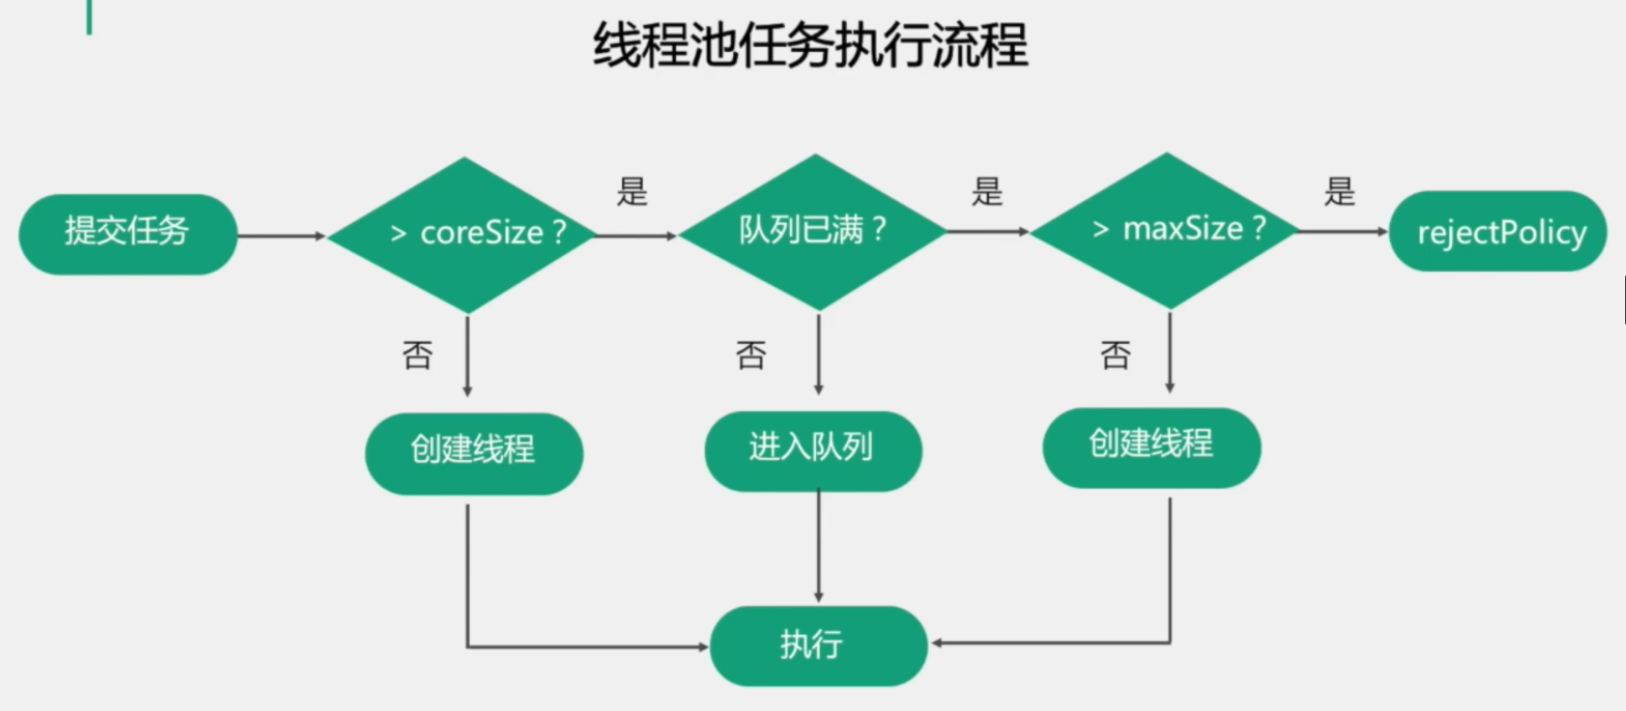 线程池任务执行流程
提交任务
> coreSize？
是
队列已满？
是
> maxSize？
是
rejectPolicy
否
否
否
创建线程
进入队列
创建线程
执行